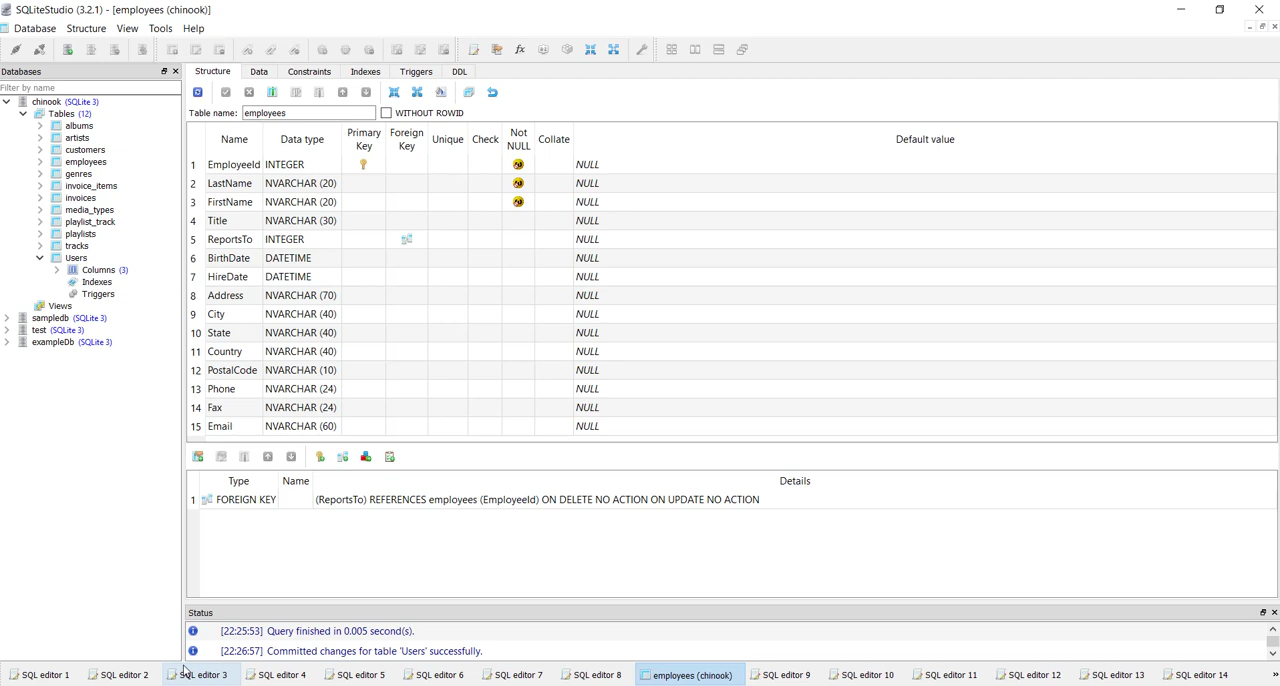 SQLiteStudio (3.2.1) - [employees (chinook)]
Database Structure View Tools Help
Databases
Filter by name
chinook (SQLite 3)
Tables (12)
albums
artists
customers
employees
genres
invoice_items
invoices
media_types
playlist_track
playlists
tracks
Users
Columns (3)
Indexes
Triggers
Views
sampledb (SQLite 3)
test (SQLite 3)
exampleDb (SQLite 3)
Structure Data Constraints Indexes Triggers DDL
Table name: employees WITHOUT ROWID
Name Data type Primary Key Foreign Key Unique Check Not NULL Collate Default value
1 EmployeeId INTEGER NULL
2 LastName NVARCHAR (20) NULL
3 FirstName NVARCHAR (20) NULL
4 Title NVARCHAR (30) NULL
5 ReportsTo INTEGER NULL
6 BirthDate DATETIME NULL
7 HireDate DATETIME NULL
8 Address NVARCHAR (70) NULL
9 City NVARCHAR (40) NULL
10 State NVARCHAR (40) NULL
11 Country NVARCHAR (40) NULL
12 PostalCode NVARCHAR (10) NULL
13 Phone NVARCHAR (24) NULL
14 Fax NVARCHAR (24) NULL
15 Email NVARCHAR (60) NULL
Type Name Details
1 FOREIGN KEY (ReportsTo) REFERENCES employees (EmployeeId) ON DELETE NO ACTION ON UPDATE NO ACTION
Status
[22:25:53] Query finished in 0.005 second(s).
[22:26:57] Committed changes for table 'Users' successfully.
SQL editor 1 SQL editor 2 SQL editor 3 SQL editor 4 SQL editor 5 SQL editor 6 SQL editor 7 SQL editor 8 employees (chinook) SQL editor 9 SQL editor 10 SQL editor 11 SQL editor 12 SQL editor 13 SQL editor 14